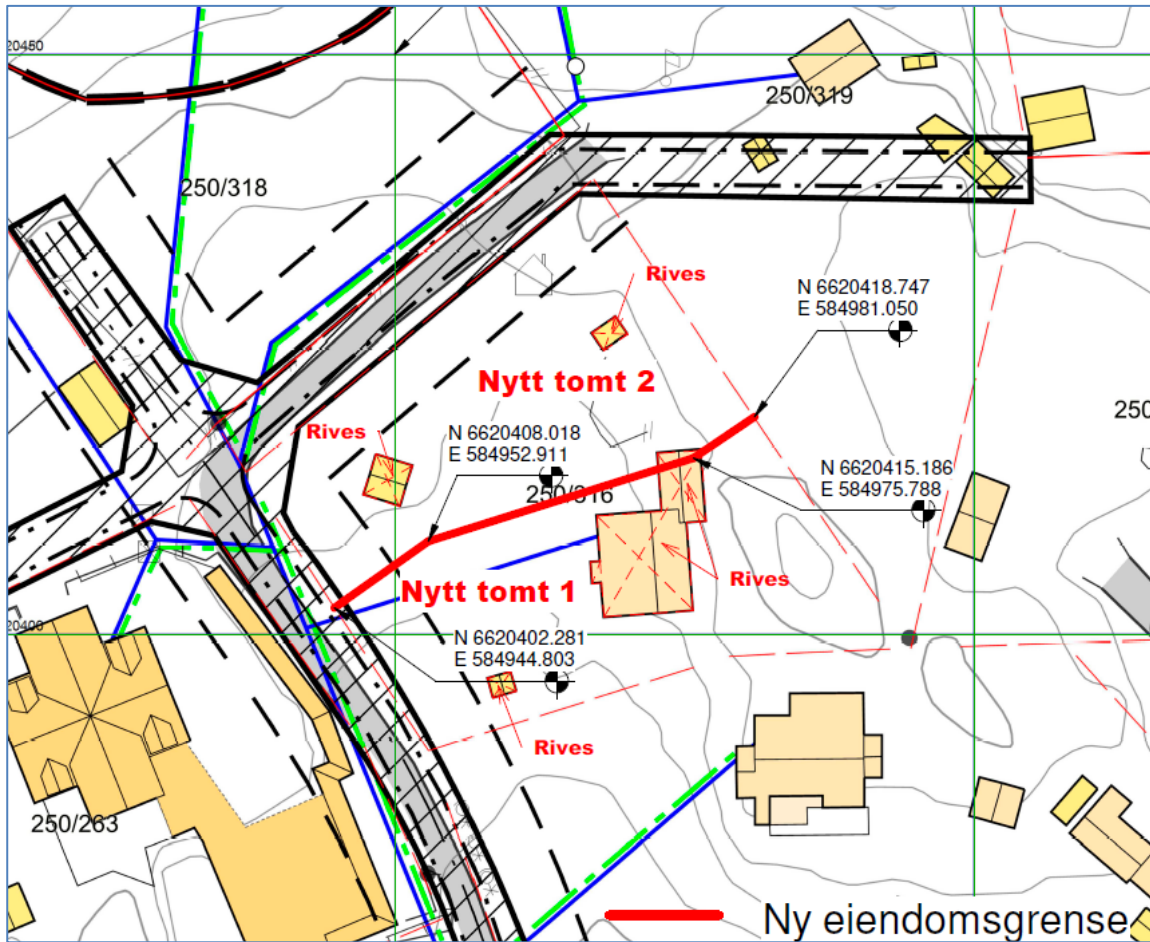 20450
250/319
250/318
Rives
N 6620418.747
E 584981.050
Nytt tomt 2
250
Rives
N 6620408.018
E 584952.911
N 6620415.186
E 584975.788
250/316
Rives
Nytt tomt 1
20400
N 6620402.281
E 584944.803
Rives
250/263
Ny eiendomsgrense